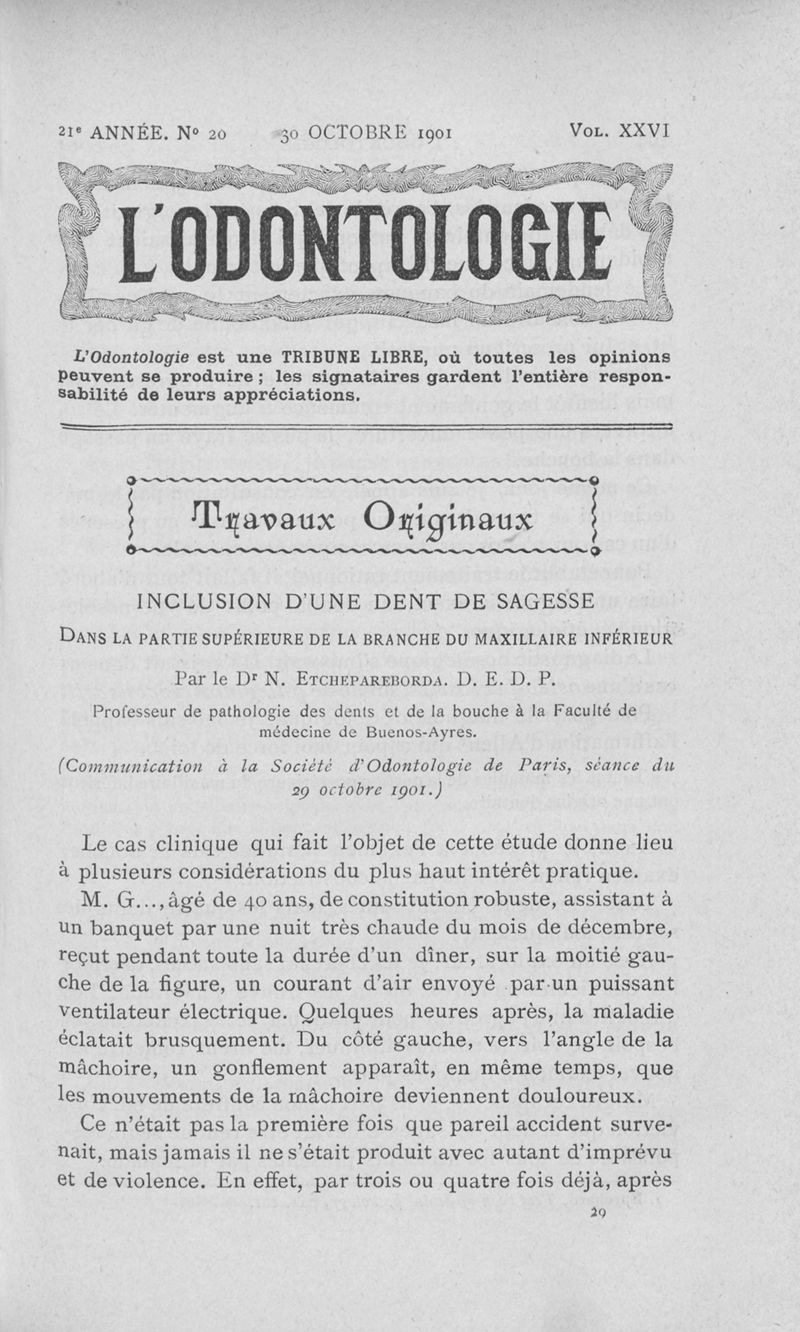 21e ANNÉE. No 20 30 OCTOBRE 1901 VOL. XXVI
L'ODONTOLOGIE
L'Odontologie est une TRIBUNE LIBRE, où toutes les opinions
peuvent se produire ; les signataires gardent l'entière respon-
sabilité de leurs appréciations.
Travaux Originaux
INCLUSION D'UNE DENT DE SAGESSE
DANS LA PARTIE SUPÉRIEURE DE LA BRANCHE DU MAXILLAIRE INFÉRIEUR
Par le Dr N. ETCHEPAREBORDA. D. E. D. P.
Professeur de pathologie des dents et de la bouche à la Faculté de
médecine de Buenos-Ayres.
(Communication à la Société d'Odontologie de Paris, séance du
29 octobre 1901.)
Le cas clinique qui fait l'objet de cette étude donne lieu
à plusieurs considérations du plus haut intérêt pratique.
M. G..., âgé de 40 ans, de constitution robuste, assistant à
un banquet par une nuit très chaude du mois de décembre,
reçut pendant toute la durée d'un dîner, sur la moitié gau-
che de la figure, un courant d'air envoyé par un puissant
ventilateur électrique. Quelques heures après, la maladie
éclatait brusquement. Du côté gauche, vers l'angle de la
mâchoire, un gonflement apparaît, en même temps, que
les mouvements de la mâchoire deviennent douloureux.
Ce n'était pas la première fois que pareil accident surve-
nait, mais jamais il ne s'était produit avec autant d'imprévu
et de violence. En effet, par trois ou quatre fois déjà, après
29